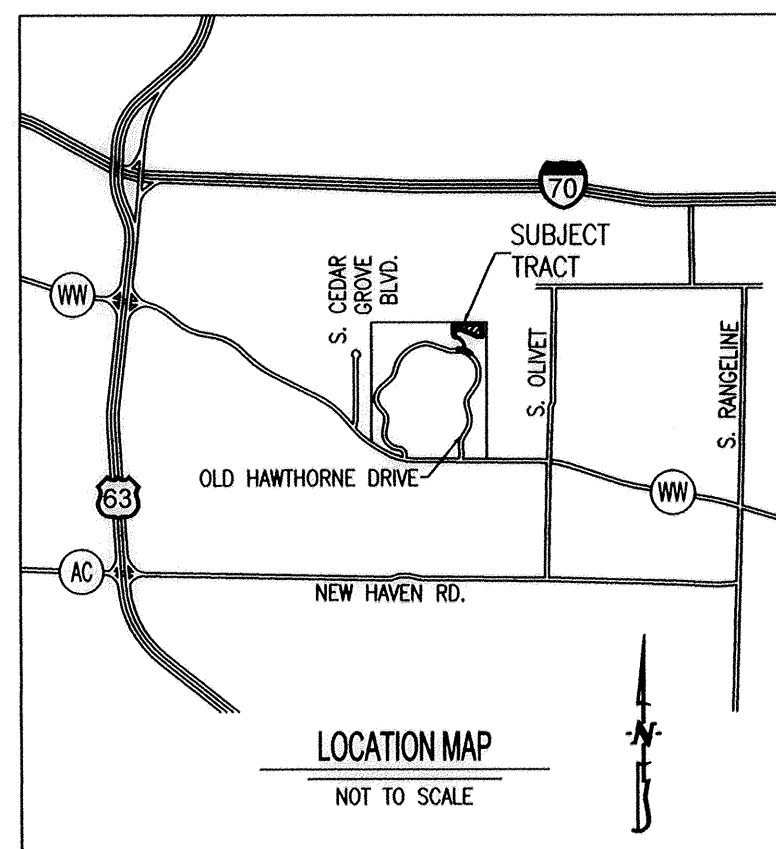 70
SUBJECT
TRACT
S. CEDAR
GROVE
BLVD.
WW
S. OLIVET
S. RANGELINE
OLD HAWTHORNE DRIVE
63
WW
AC
NEW HAVEN RD.
LOCATION MAP
NOT TO SCALE
N